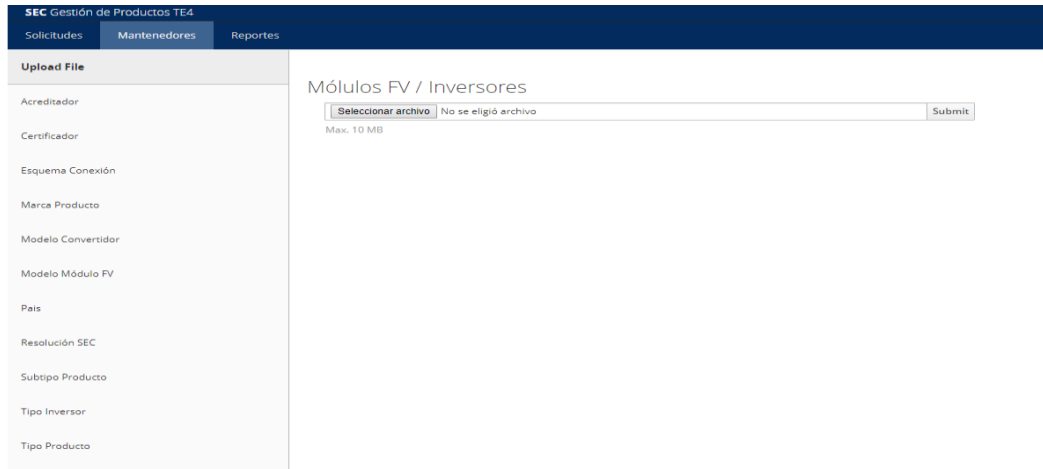 SEC Gestión de Productos TE4
Solicitudes Mantenedores Reportes
Upload File
Acreditador
Certificador
Esquema Conexión
Marca Producto
Modelo Convertidor
Modelo Módulo FV
Pais
Resolución SEC
Subtipo Producto
Tipo Inversor
Tipo Producto
Mólulos FV / Inversores
Seleccionar archivo No se eligió archivo Submit
Max. 10 MB